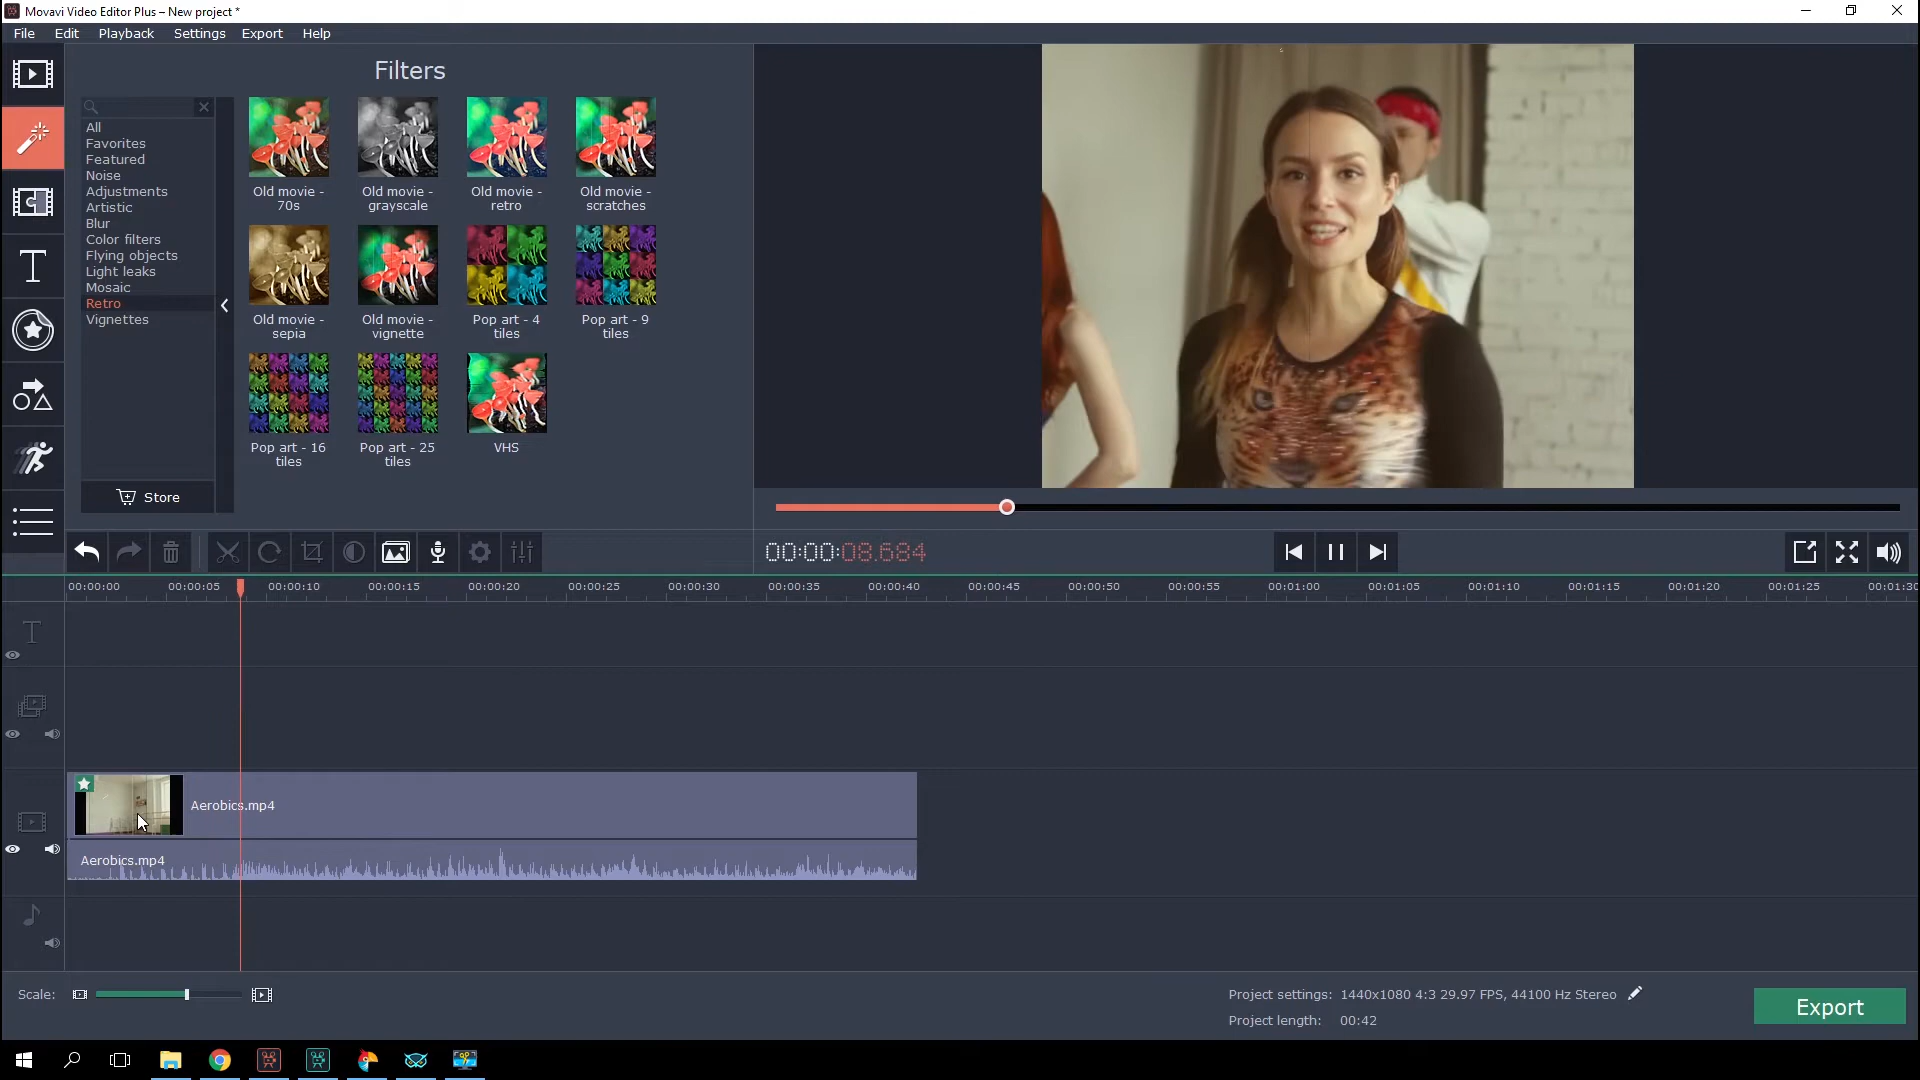 Movavi Video Editor Plus – New project *
File Edit Playback Settings Export Help
Filters
All
Favorites
Featured
Noise
Adjustments
Artistic
Blur
Color filters
Flying objects
Light leaks
Mosaic
Retro
Vignettes
Store
Old movie -
70s
Old movie -
grayscale
Old movie -
retro
Old movie -
scratches
Old movie -
sepia
Old movie -
vignette
Pop art - 4
tiles
Pop art - 9
tiles
Pop art - 16
tiles
Pop art - 25
tiles
VHS
00:00:08.684
00:00:00 00:00:05 00:00:10 00:00:15 00:00:20 00:00:25 00:00:30 00:00:35 00:00:40 00:00:45 00:00:50 00:00:55 00:01:00 00:01:05 00:01:10 00:01:15 00:01:20 00:01:25 00:01:30
Aerobics.mp4
Aerobics.mp4
Scale:
Project settings: 1440x1080 4:3 29.97 FPS, 44100 Hz Stereo
Project length: 00:42
Export